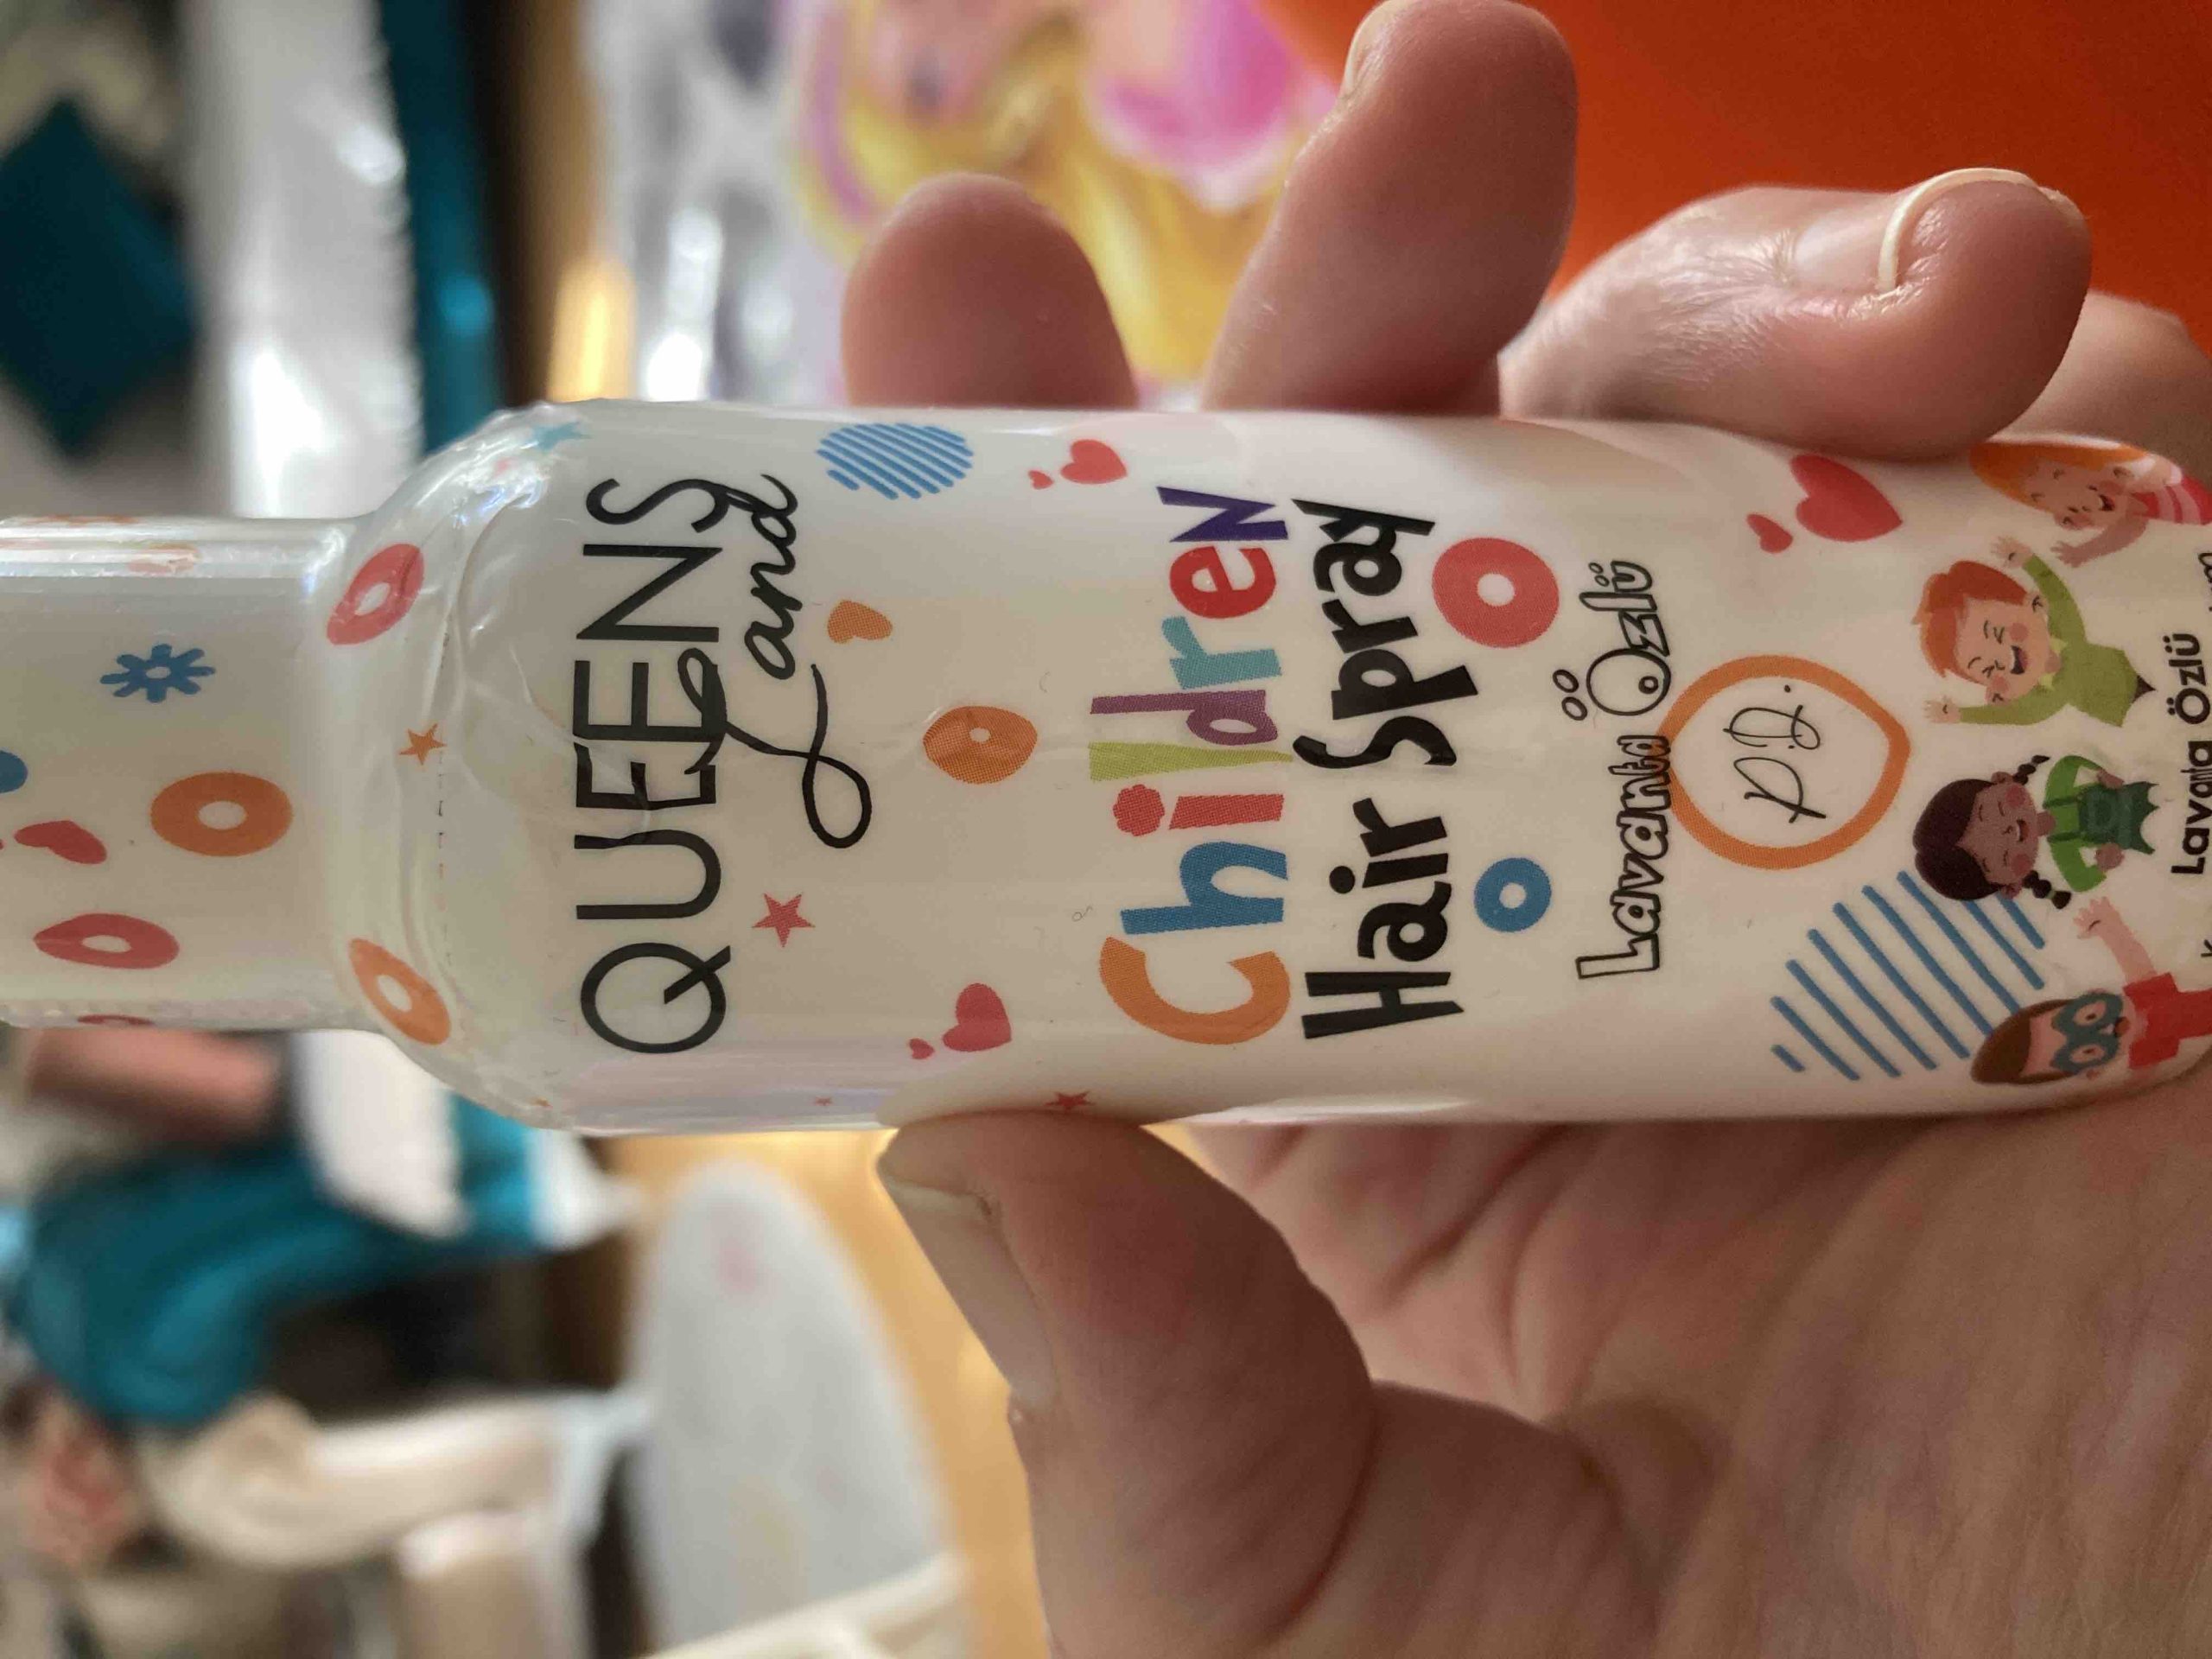 QUEENS
Land
Children
Hair Spray
Lavanta Özlü
Lavanta Özlü